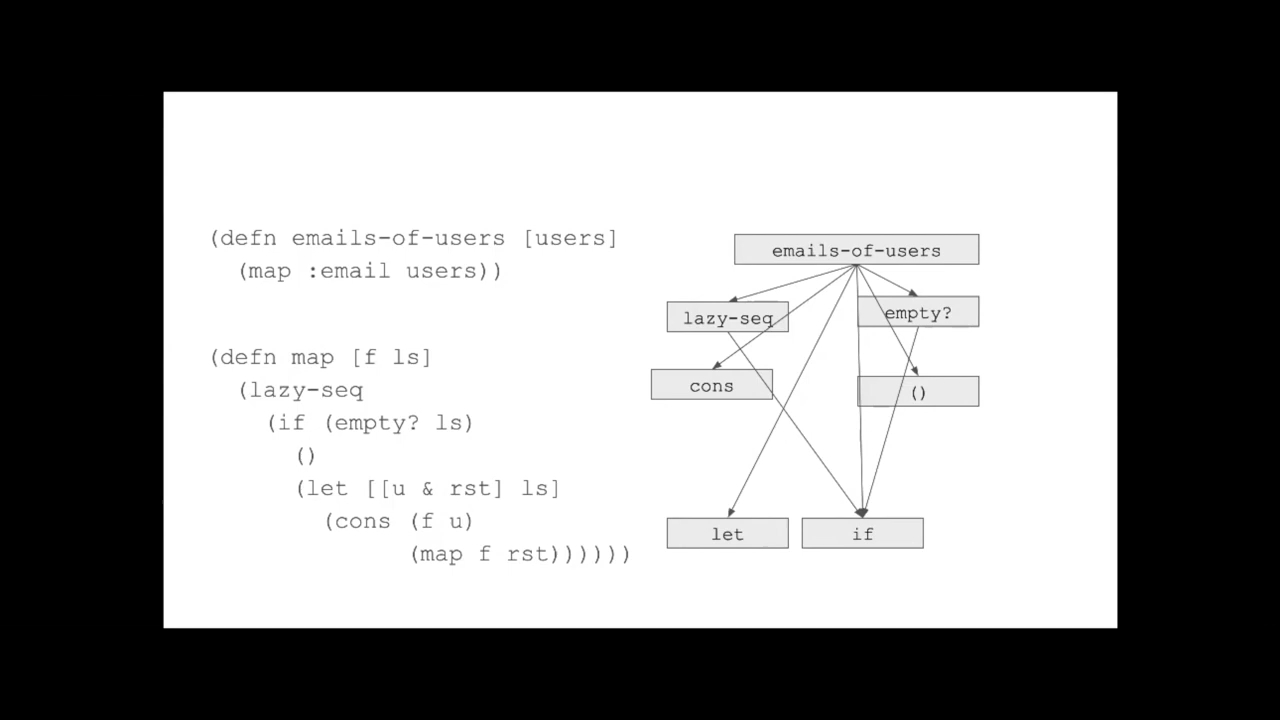 (defn emails-of-users [users]
(map :email users))
(defn map [f ls]
(lazy-seq
(if (empty? ls)
()
(let [[u & rst] ls]
(cons (f u)
(map f rst))))))
emails-of-users
lazy-seq
empty?
cons
()
let
if